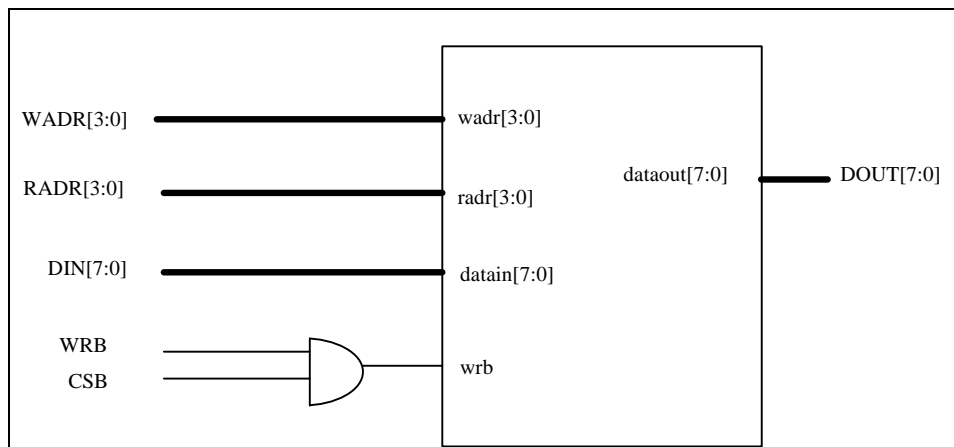 WADR[3:0]
wadr[3:0]
RADR[3:0]
radr[3:0]
dataout[7:0]
DOUT[7:0]
DIN[7:0]
datain[7:0]
WRB
CSB
wrb